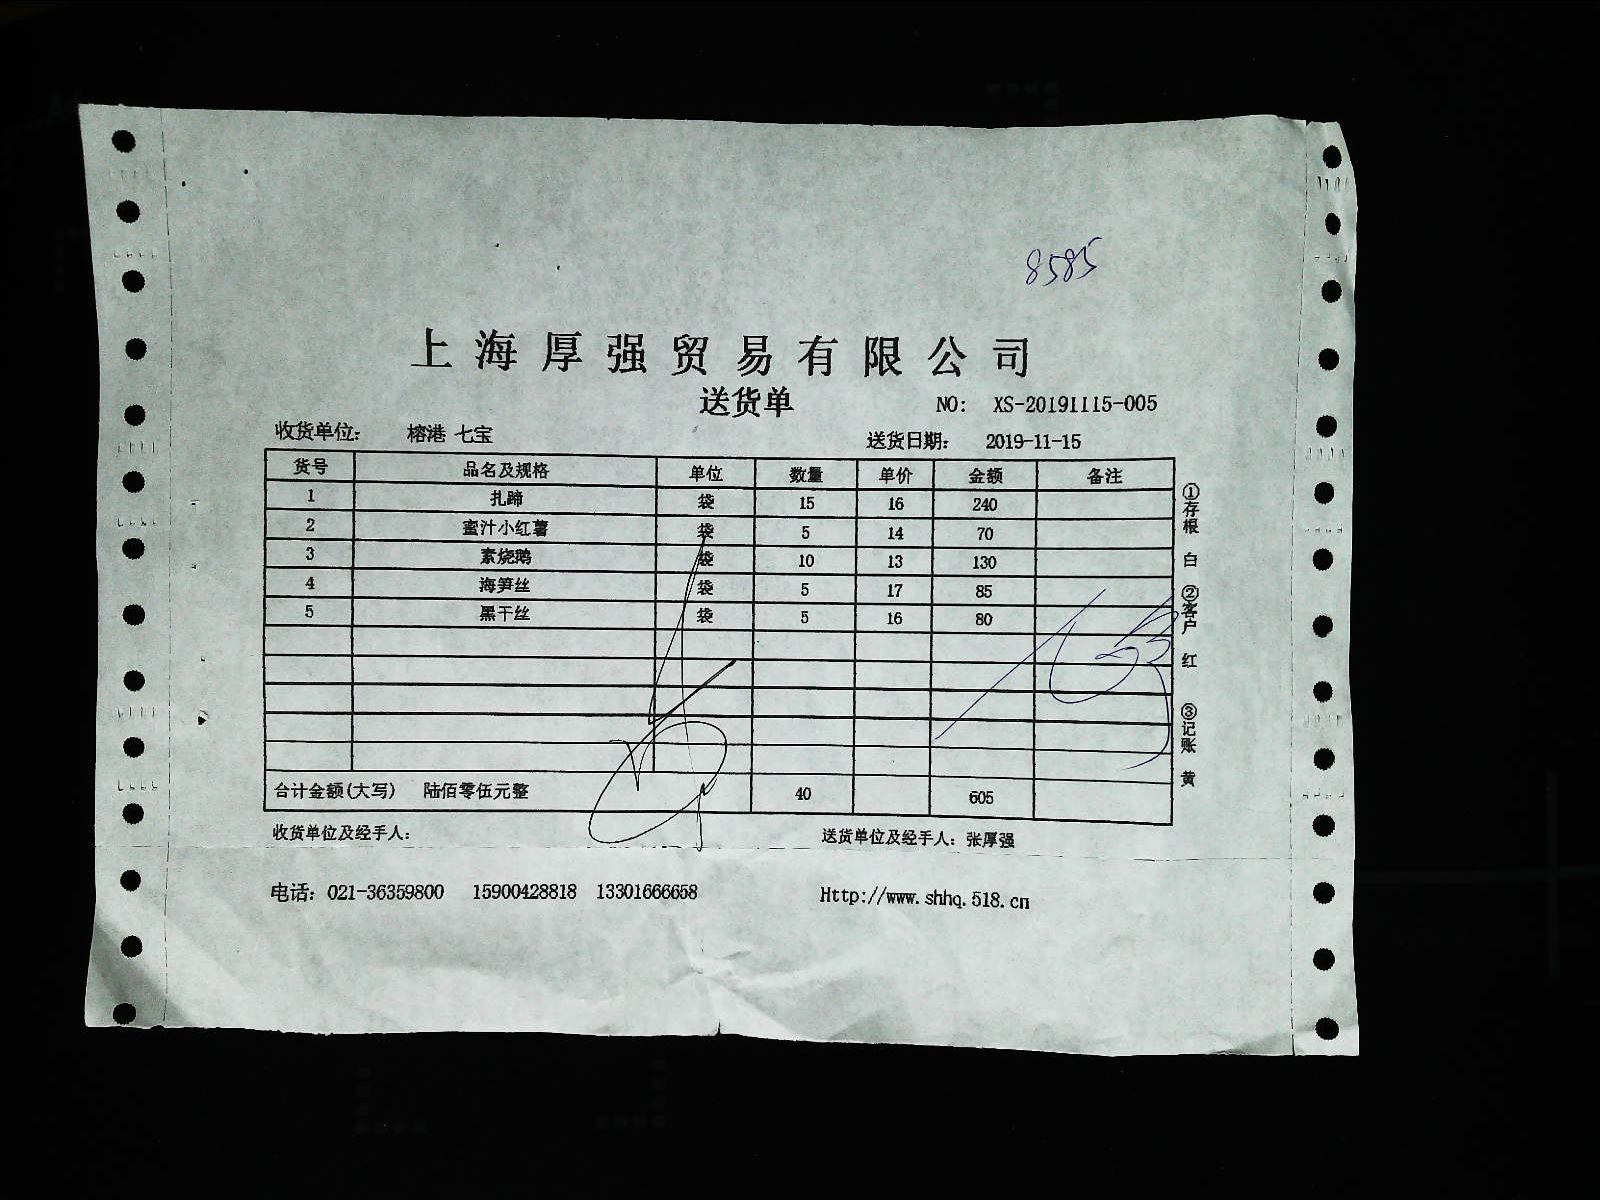 8585
上海厚强贸易有限公司
送货单
NO: XS-20191115-005
收货单位: 榕港 七宝
送货日期: 2019-11-15
货号 品名及规格 单位 数量 单价 金额 备注
1 扎蹄 袋 15 16 240
2 蜜汁小红薯 袋 5 14 70
3 素烧鹅 袋 10 13 130
4 海笋丝 袋 5 17 85
5 黑干丝 袋 5 16 80
合计金额(大写) 陆佰零伍元整 40 605
收货单位及经手人:
送货单位及经手人: 张厚强
电话: 021-36359800 15900428818 13301666658
Http://www.shhq.518.cn
①存根 白 ②客户 红 ③记账 黄